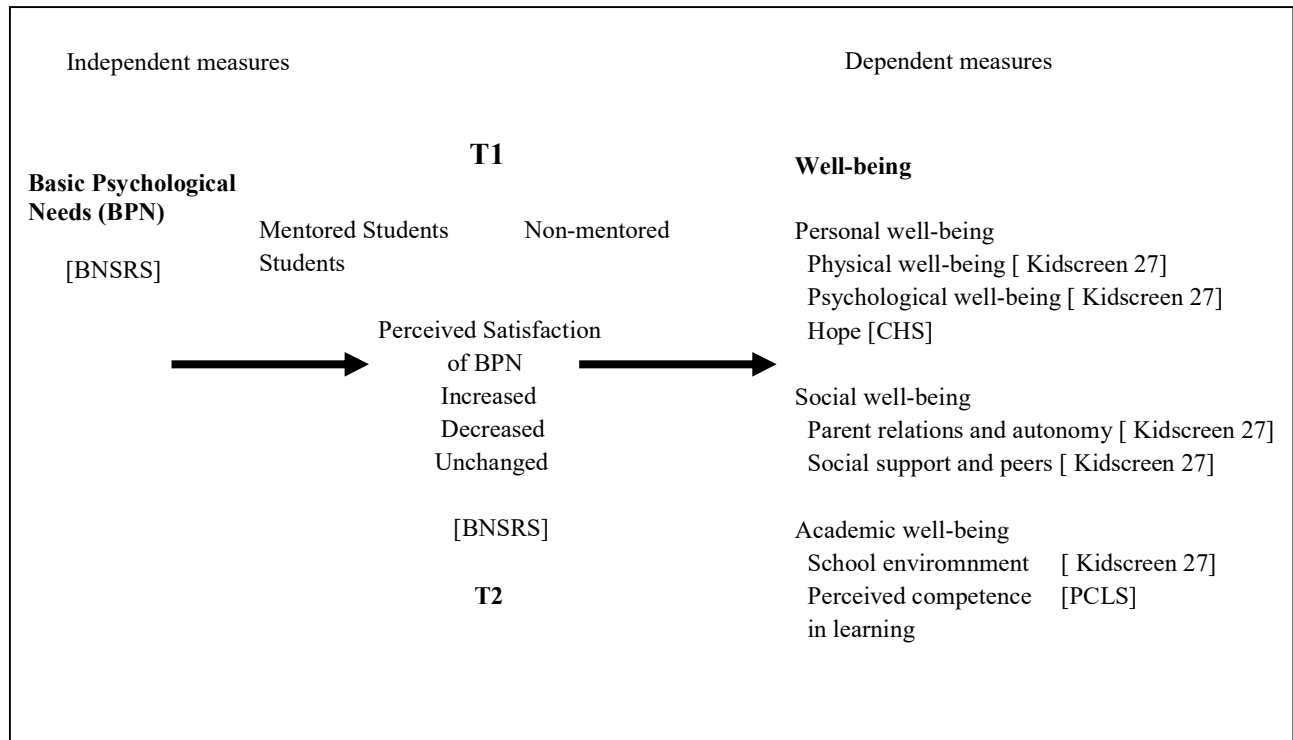 Independent measures
Dependent measures
T1
Basic Psychological
Needs (BPN)
[BNSRS]
Mentored Students Non-mentored
Students
Perceived Satisfaction
of BPN
Increased
Decreased
Unchanged
[BNSRS]
T2
Well-being
Personal well-being
Physical well-being [ Kidscreen 27]
Psychological well-being [ Kidscreen 27]
Hope [CHS]
Social well-being
Parent relations and autonomy [ Kidscreen 27]
Social support and peers [ Kidscreen 27]
Academic well-being
School enviromnment [ Kidscreen 27]
Perceived competence [PCLS]
in learning